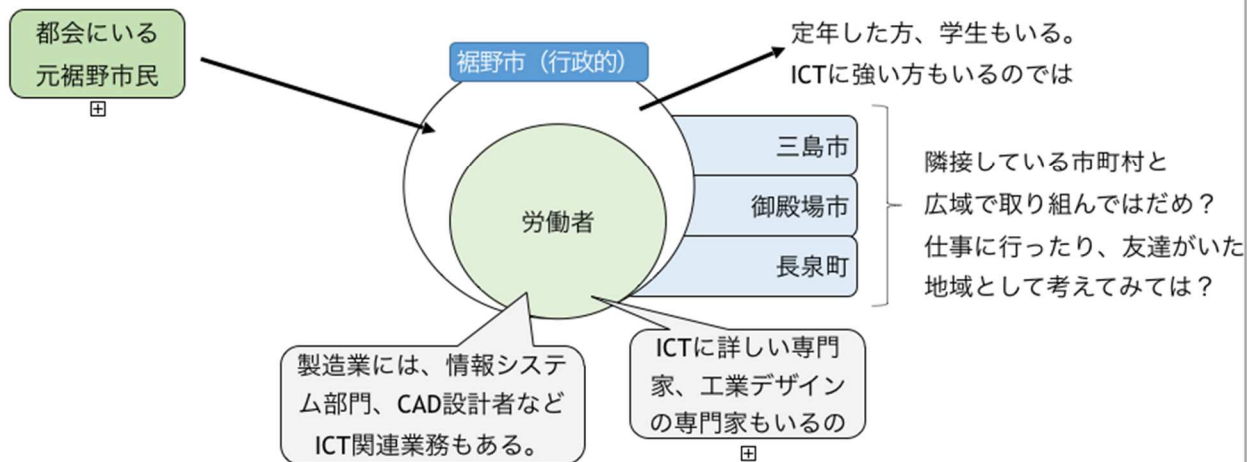 都会にいる
元裾野市民
裾野市（行政的）
定年した方、学生もいる。
ICTに強い方もいるのでは
三島市
御殿場市
長泉町
隣接している市町村と
広域で取り組んではだめ？
仕事に行ったり、友達がいた
地域として考えてみては？
労働者
製造業には、情報システ
ム部門、CAD設計者など
ICT関連業務もある。
ICTに詳しい専門
家、工業デザイン
の専門家もいるの